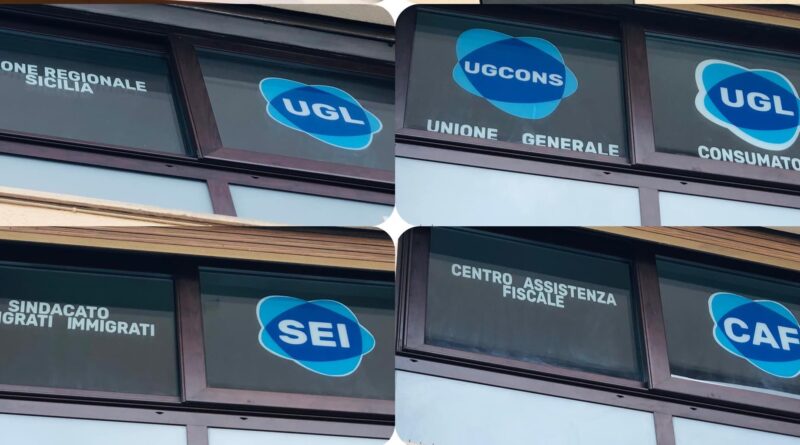 ONE REGIONALE
SICILIA
UGL
UGCONS
UNIONE GENERALE
UGL
CONSUMATO
SINDACATO
IGRATI IMMIGRATI
SEI
CENTRO ASSISTENZA
FISCALE
CAF